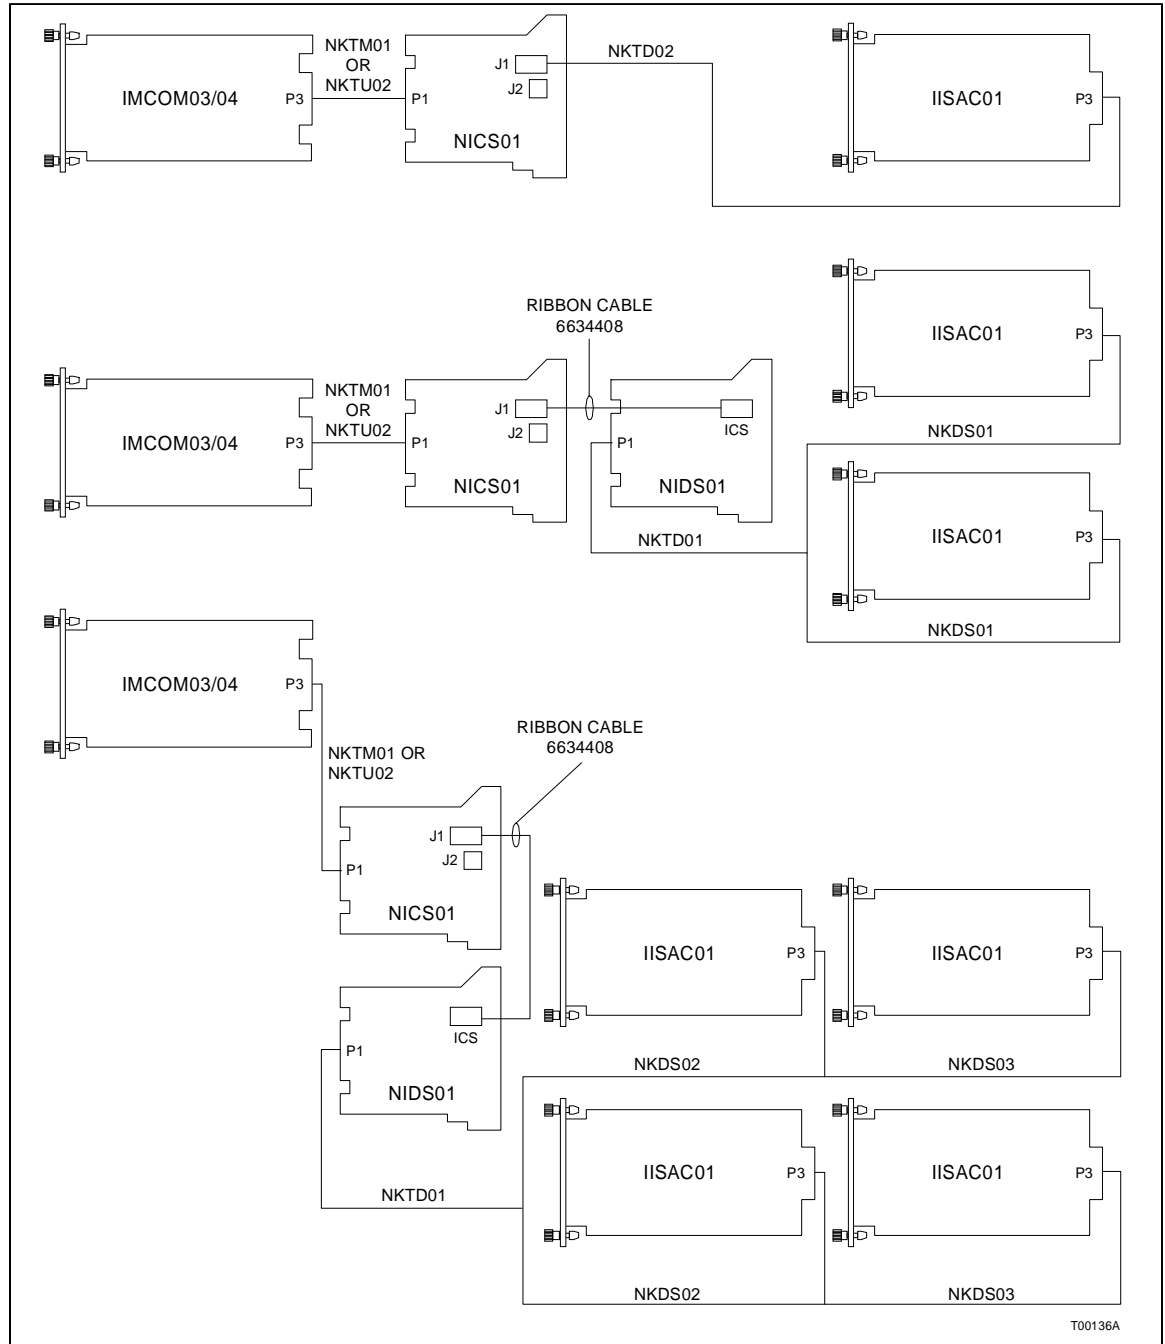 NKTM01
OR
NKTU02
IMCOM03/04
P3
P1
J1
J2
NICS01
NKTD02
IISAC01
P3
RIBBON CABLE
6634408
IISAC01
P3
NKTM01
OR
NKTU02
IMCOM03/04
P3
P1
J1
J2
NICS01
P1
ICS
NIDS01
NKDS01
IISAC01
P3
NKTD01
NKDS01
IMCOM03/04
P3
RIBBON CABLE
6634408
NKTM01 OR
NKTU02
J1
J2
P1
NICS01
IISAC01
P3
IISAC01
P3
ICS
P1
NIDS01
NKDS02
NKDS03
IISAC01
P3
IISAC01
P3
NKTD01
NKDS02
NKDS03
T00136A